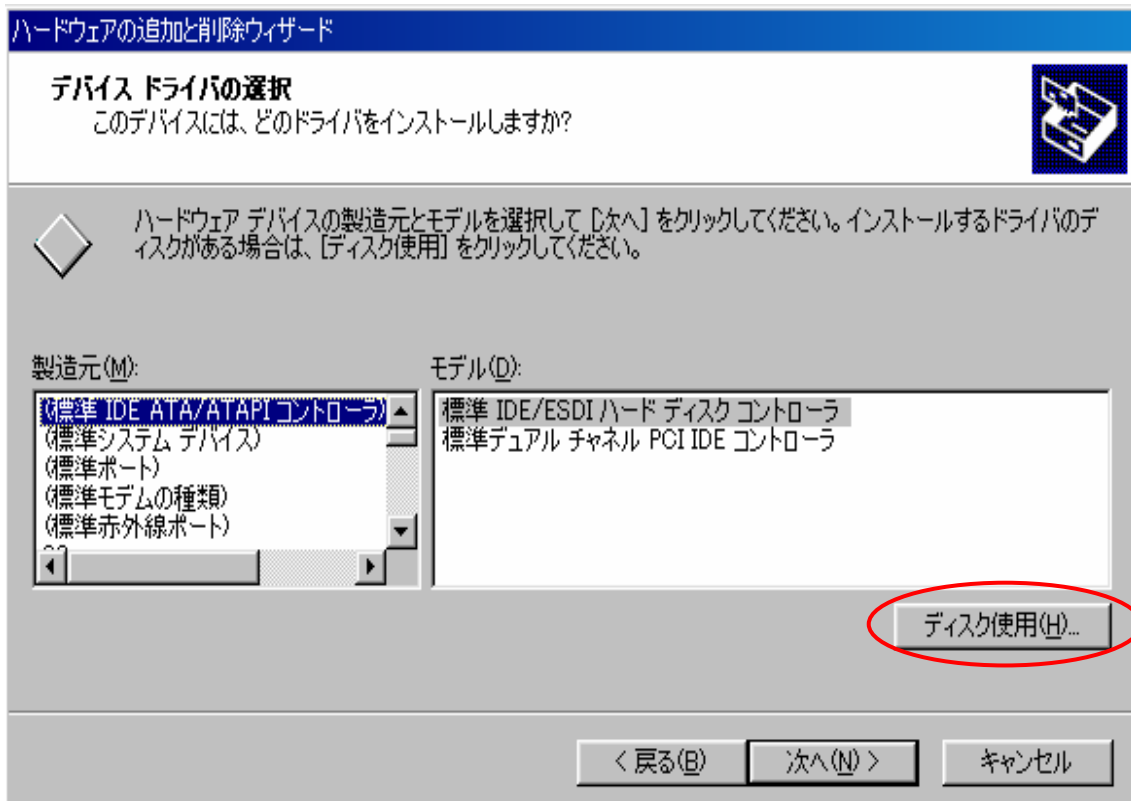 ハードウェアの追加と削除ウィザード
デバイス ドライバの選択
このデバイスには、どのドライバをインストールしますか?
ハードウェア デバイスの製造元とモデルを選択して [次へ] をクリックしてください。インストールするドライバのデ
ィスクがある場合は、[ディスク使用] をクリックしてください。
製造元(M):
モデル(D):
(標準 IDE ATA/ATAPI コントローラ)
(標準システム デバイス)
(標準ポート)
(標準モデムの種類)
(標準赤外線ポート)
標準 IDE/ESDI ハード ディスク コントローラ
標準デュアル チャネル PCI IDE コントローラ
ディスク使用(H)...
< 戻る(B)
次へ(N) >
キャンセル